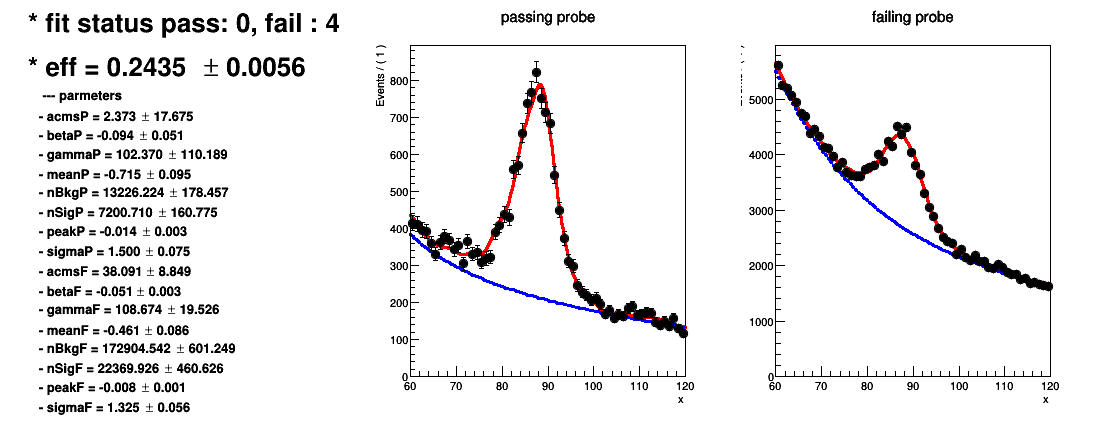 * fit status pass: 0, fail : 4
* eff = 0.2435 ± 0.0056
--- parmeters
- acmsP = 2.373 ± 17.675
- betaP = -0.094 ± 0.051
- gammaP = 102.370 ± 110.189
- meanP = -0.715 ± 0.095
- nBkgP = 13226.224 ± 178.457
- nSigP = 7200.710 ± 160.775
- peakP = -0.014 ± 0.003
- sigmaP = 1.500 ± 0.075
- acmsF = 38.091 ± 8.849
- betaF = -0.051 ± 0.003
- gammaF = 108.674 ± 19.526
- meanF = -0.461 ± 0.086
- nBkgF = 172904.542 ± 601.249
- nSigF = 22369.926 ± 460.626
- peakF = -0.008 ± 0.001
- sigmaF = 1.325 ± 0.056
passing probe
Events / ( 1 )
800
700
600
500
400
300
200
100
0
60 70 80 90 100 110 120
x
failing probe
5000
4000
3000
2000
1000
0
60 70 80 90 100 110 120
x